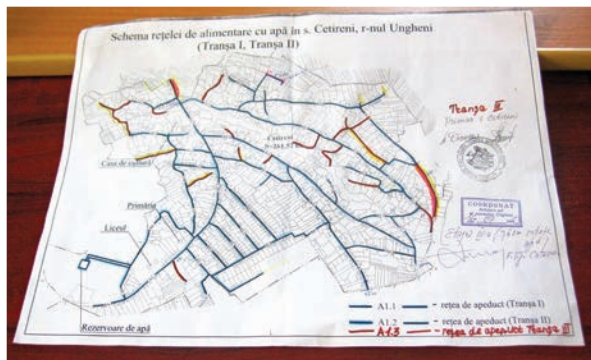 Schema rețelei de alimentare cu apă în s. Cetireni, r-nul Ungheni
(Tranșa I, Tranșa II)
Tranșa III
Casa de cultură
Primăria
COORDONAT
Liceul
A1.1 - rețea de apeduct (Tranșa I)
A1.2 - rețea de apeduct (Tranșa II)
A1.3 - rețea de apeduct Tranșa III
Rezervoare de apă